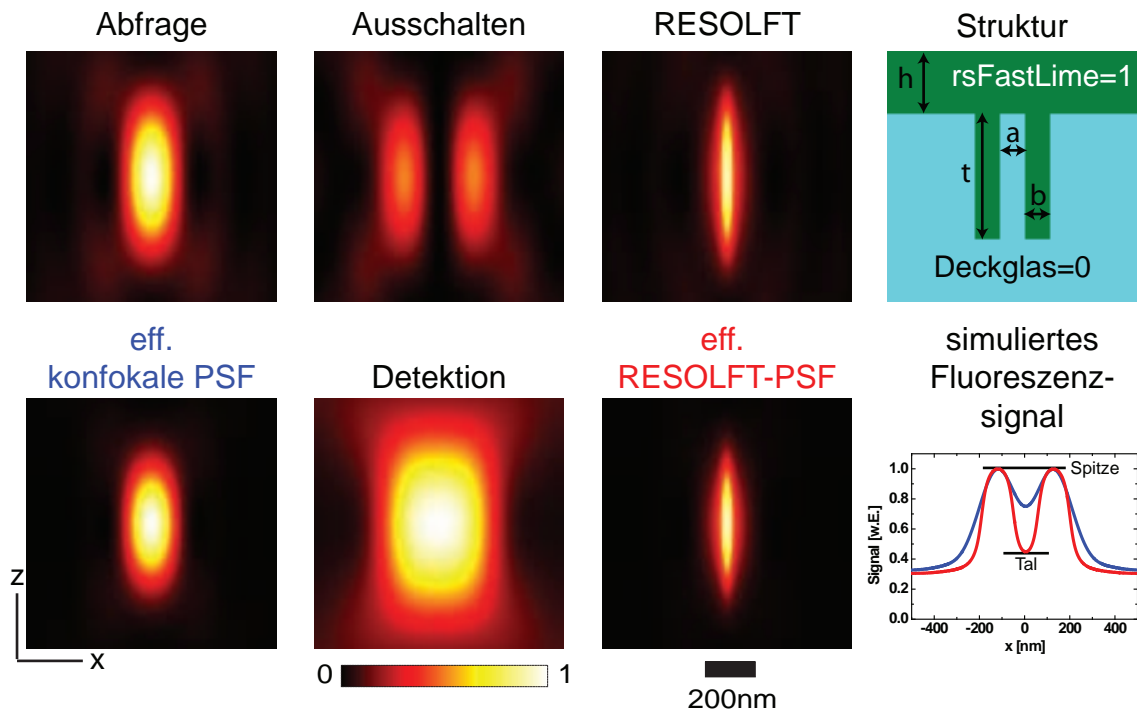 Abfrage
Ausschalten
RESOLFT
Struktur
h
rsFastLime=1
a
t
b
Deckglas=0
eff.
konfokale PSF
Detektion
eff.
RESOLFT-PSF
simuliertes
Fluoreszenz-
signal
z
x
0
1
200nm
Signal [w.E.]
1.0
0.8
0.6
0.4
0.2
0.0
Spitze
Tal
-400
-200
0
200
400
x [nm]